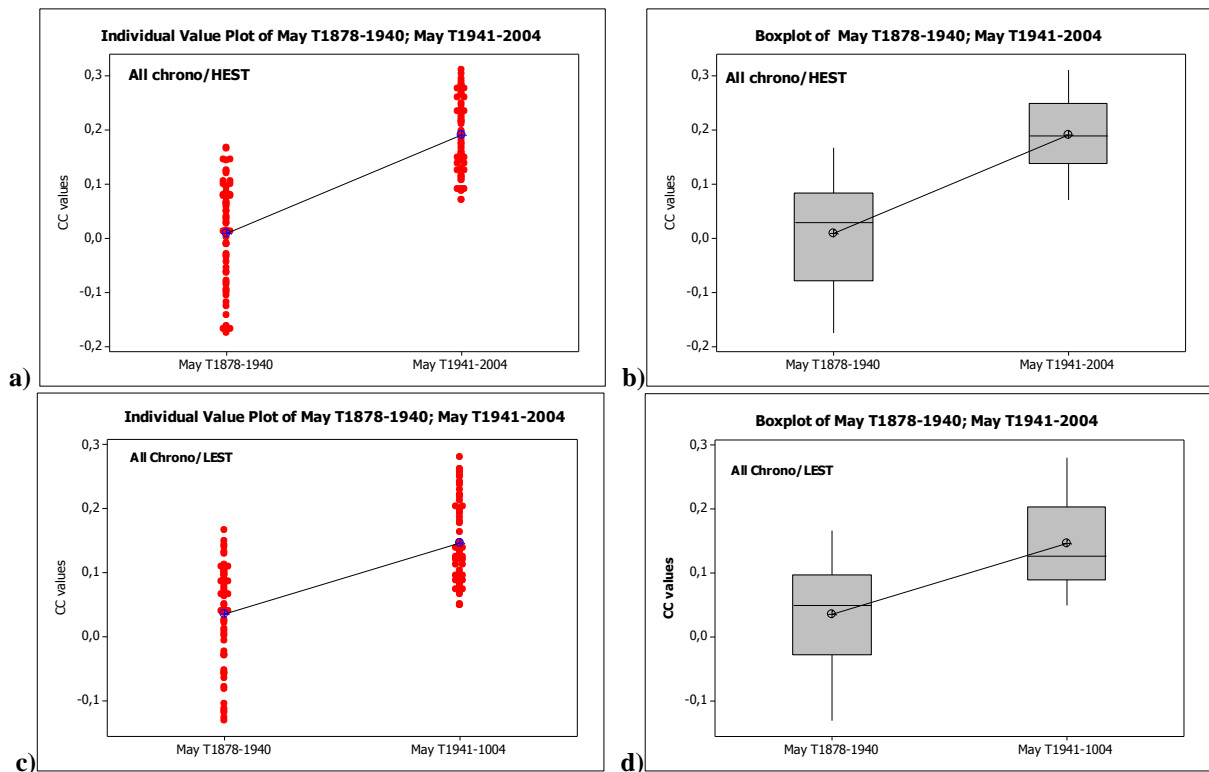 Individual Value Plot of May T1878-1940; May T1941-2004
All chrono/HEST
CC values
0,3
0,2
0,1
0,0
-0,1
-0,2
May T1878-1940
May T1941-2004
a)
Boxplot of May T1878-1940; May T1941-2004
All chrono/HEST
CC values
0,3
0,2
0,1
0,0
-0,1
-0,2
May T1878-1940
May T1941-2004
b)
Individual Value Plot of May T1878-1940; May T1941-2004
All Chrono/LEST
CC values
0,3
0,2
0,1
0,0
-0,1
May T1878-1940
May T1941-1004
c)
Boxplot of May T1878-1940; May T1941-2004
All Chrono/LEST
CC values
0,3
0,2
0,1
0,0
-0,1
May T1878-1940
May T1941-1004
d)